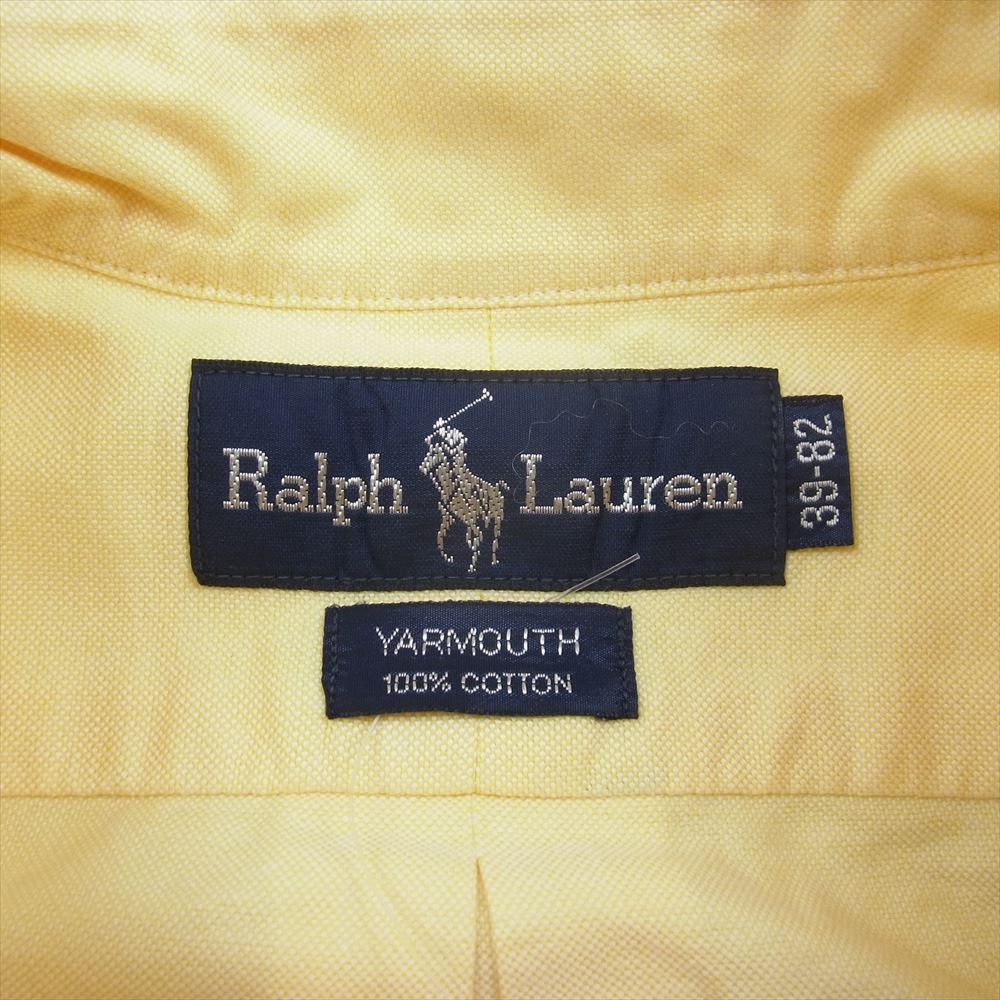 Ralph Lauren
39-82
YARMOUTH
100% COTTON